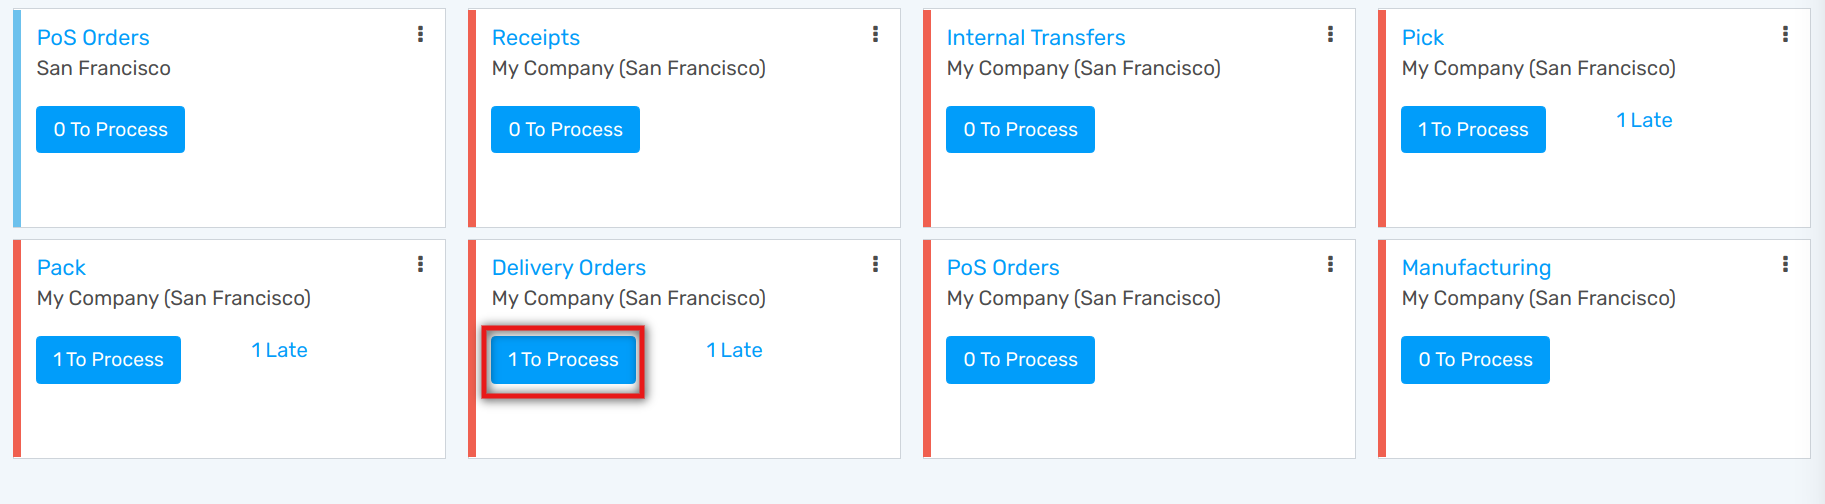 PoS Orders
San Francisco
0 To Process
Receipts
My Company (San Francisco)
0 To Process
Internal Transfers
My Company (San Francisco)
0 To Process
Pick
My Company (San Francisco)
1 To Process
1 Late
Pack
My Company (San Francisco)
1 To Process
1 Late
Delivery Orders
My Company (San Francisco)
1 To Process
1 Late
PoS Orders
My Company (San Francisco)
0 To Process
Manufacturing
My Company (San Francisco)
0 To Process